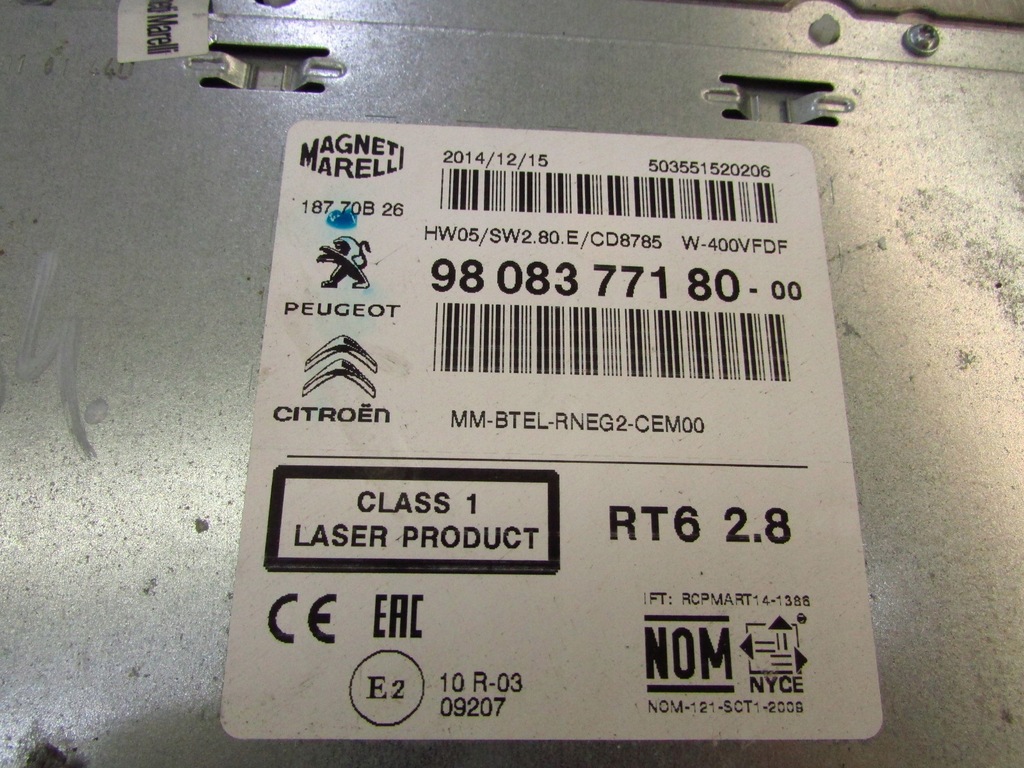 Marelli
MAGNETI
MARELLI
2014/12/15 503551520206
187 70B 26
HW05/SW2.80.E/CD8785 W-400VFDF
PEUGEOT
98 083 771 80 - 00
CITROËN
MM-BTEL-RNEG2-CEM00
CLASS 1
LASER PRODUCT
RT6 2.8
CE EAC
IFT: RCPMART14-1386
NOM
NYCE
NOM-121-SCT1-2009
E2
10 R-03
09207